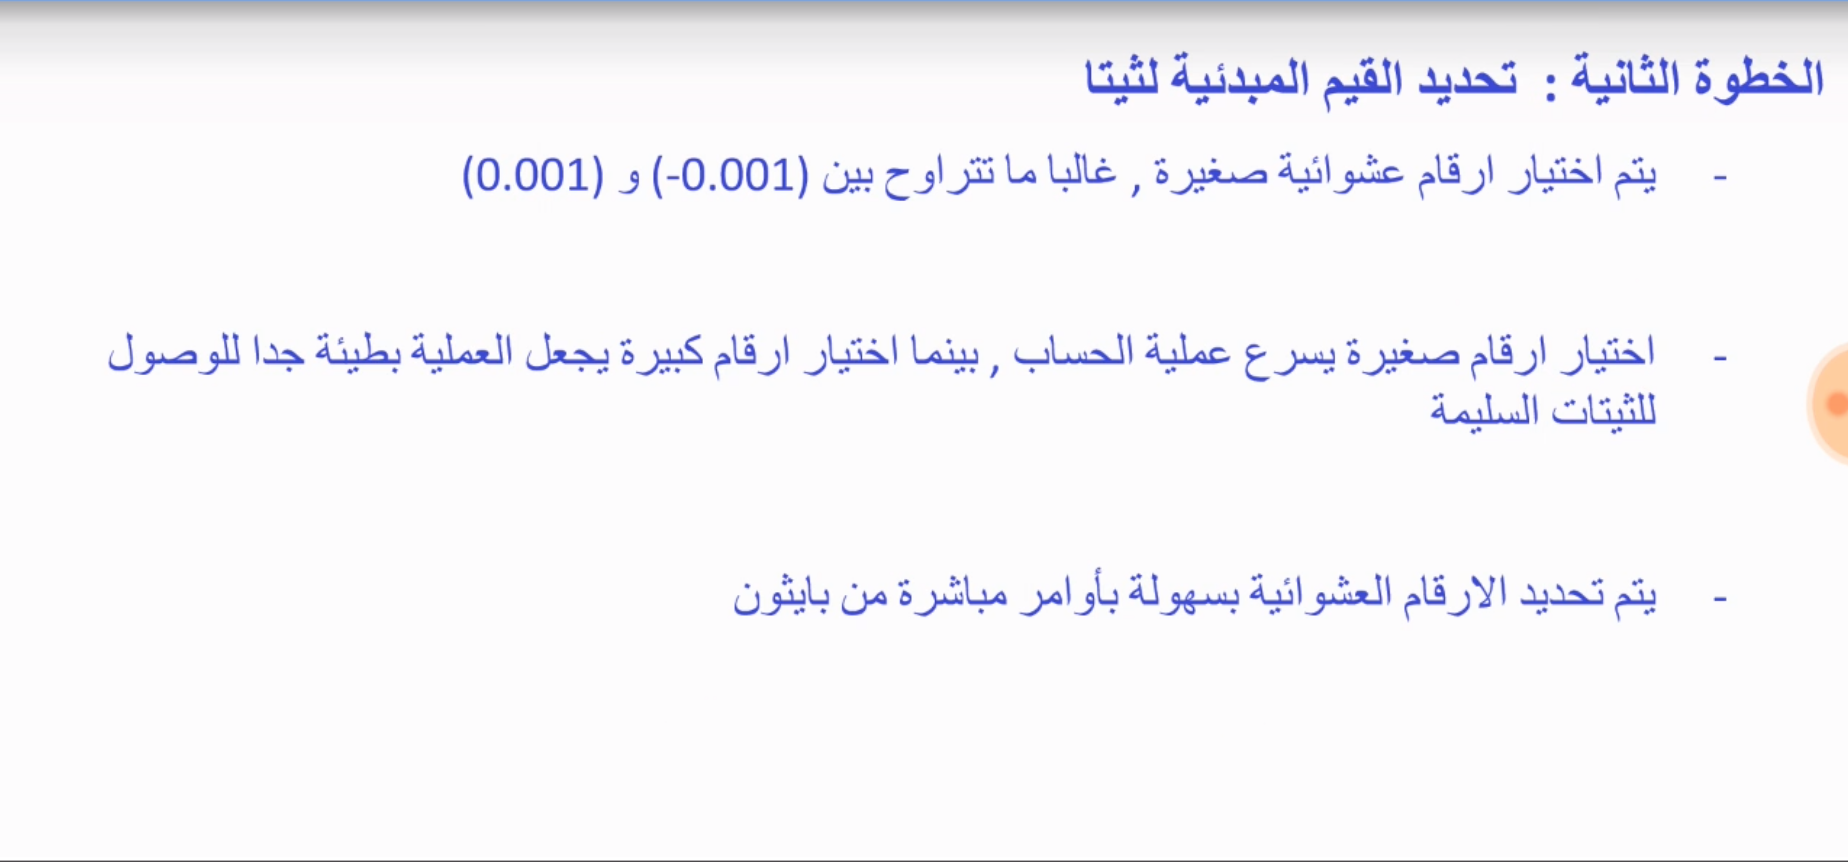 الخطوة الثانية : تحديد القيم المبدئية لثيتا
- يتم اختيار ارقام عشوائية صغيرة , غالبا ما تتراوح بين (0.001-) و (0.001)
- اختيار ارقام صغيرة يسرع عملية الحساب , بينما اختيار ارقام كبيرة يجعل العملية بطيئة جدا للوصول
للثيتات السليمة
- يتم تحديد الارقام العشوائية بسهولة بأوامر مباشرة من بايثون